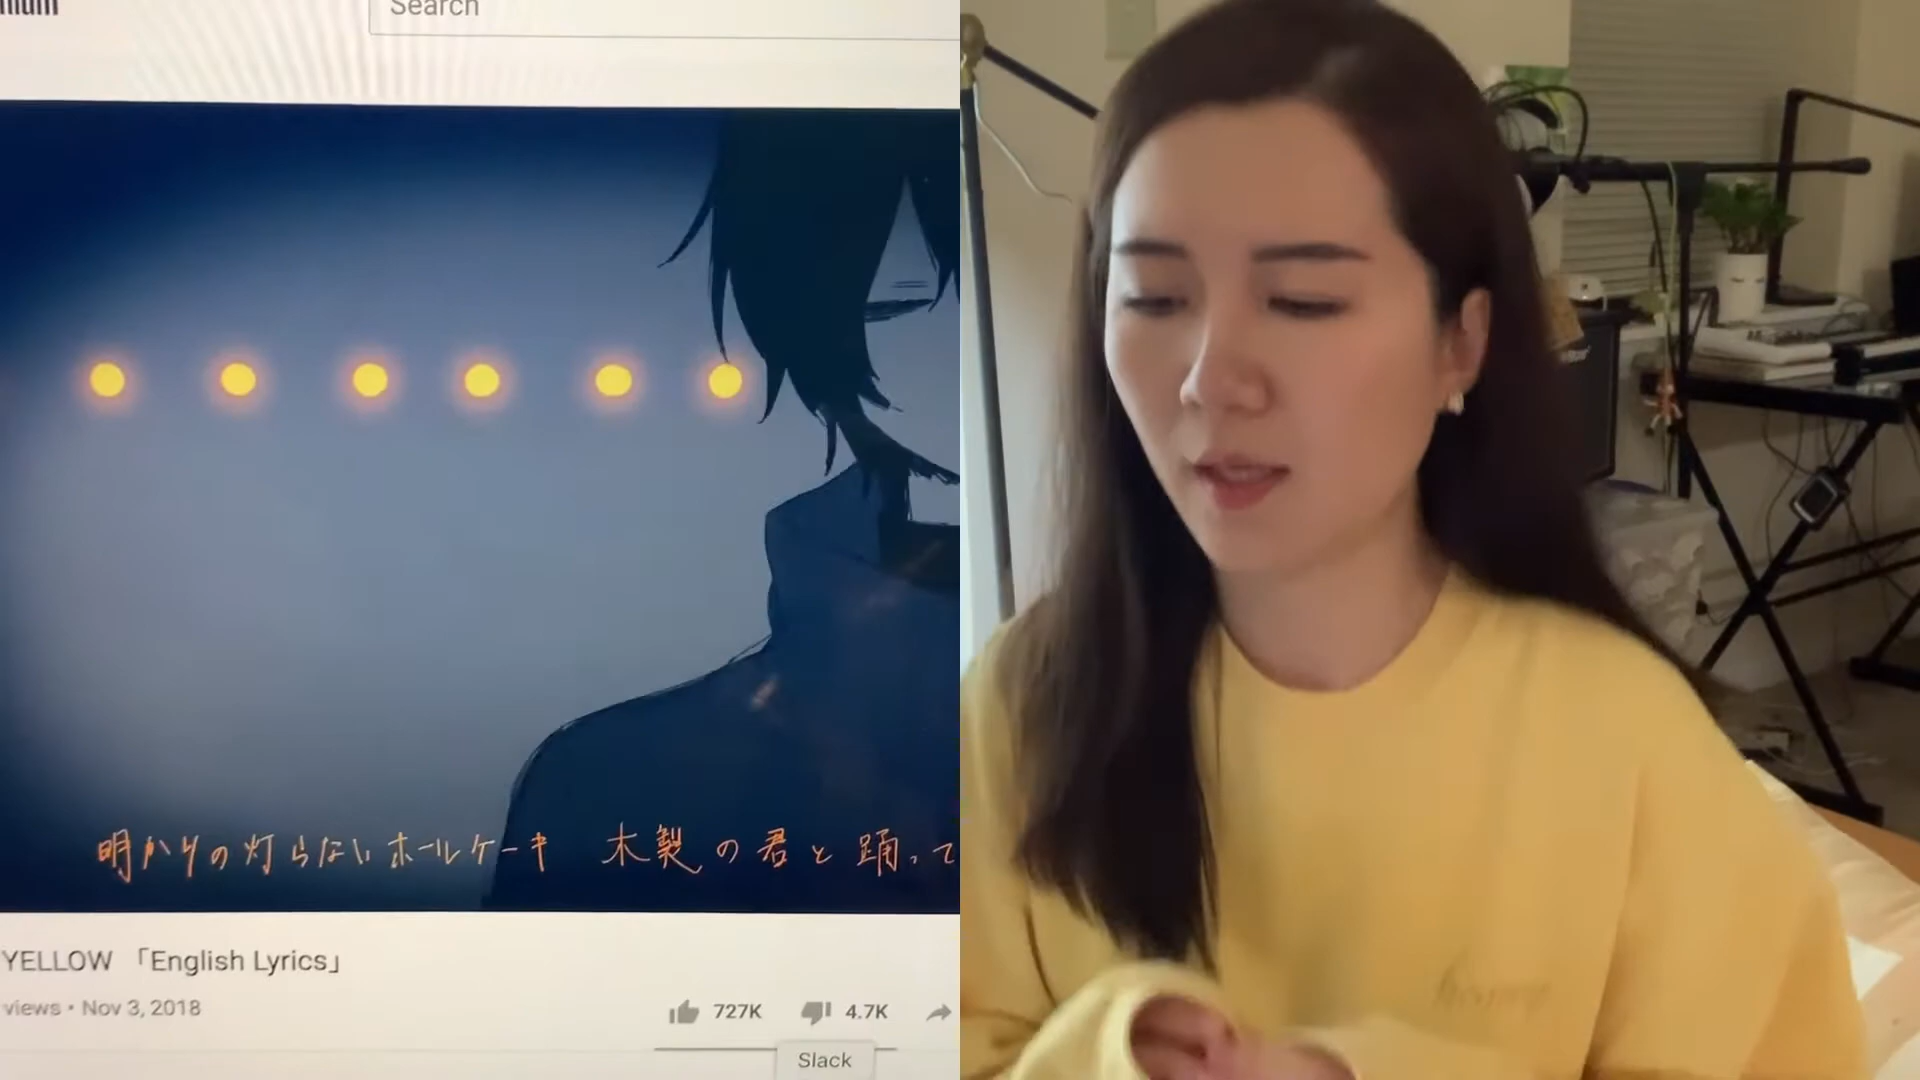 Search
明かりの灯らないホールケーキ 木製の君と踊って
YELLOW 「English Lyrics」
views • Nov 3, 2018
727K
4.7K
Slack